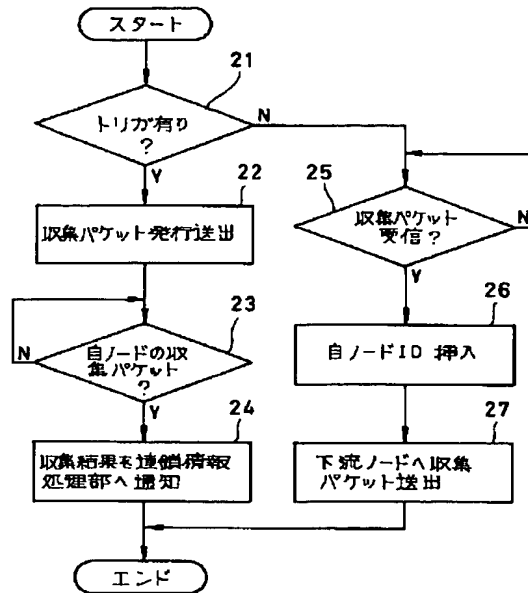 スタート
21
トリガ有り
?
N
Y
22
収集パケット発行送出
25
収集パケット
受信?
N
Y
23
自ノードの収
集パケット
?
N
Y
26
自ノードID 挿入
24
収集結果を連鎖情報
処理部へ通知
27
下流ノードへ収集
パケット送出
エンド